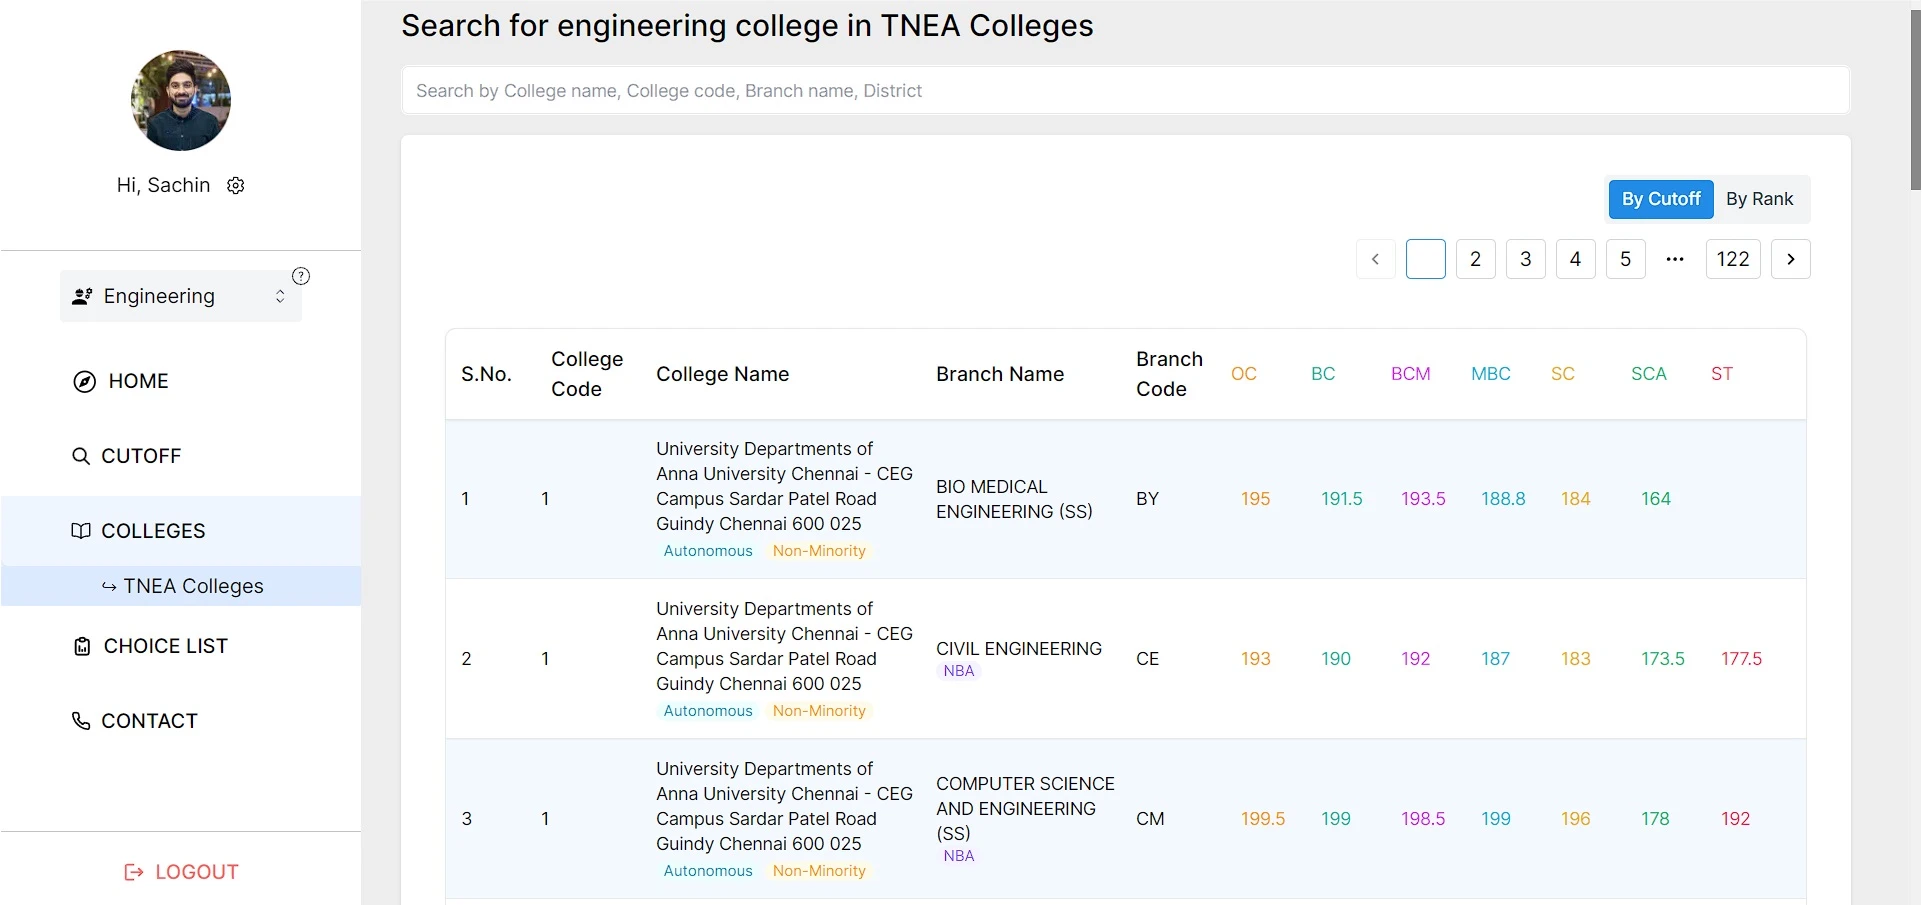 Search for engineering college in TNEA Colleges
Search by College name, College code, Branch name, District
Hi, Sachin
Engineering
?
HOME
CUTOFF
COLLEGES
↪ TNEA Colleges
CHOICE LIST
CONTACT
LOGOUT
By Cutoff By Rank
< 2 3 4 5 ··· 122 >
S.No. College Code College Name Branch Name Branch Code OC BC BCM MBC SC SCA ST
1 1
University Departments of
Anna University Chennai - CEG
Campus Sardar Patel Road
Guindy Chennai 600 025
Autonomous Non-Minority
BIO MEDICAL
ENGINEERING (SS)
BY 195 191.5 193.5 188.8 184 164
2 1
University Departments of
Anna University Chennai - CEG
Campus Sardar Patel Road
Guindy Chennai 600 025
Autonomous Non-Minority
CIVIL ENGINEERING
NBA
CE 193 190 192 187 183 173.5 177.5
3 1
University Departments of
Anna University Chennai - CEG
Campus Sardar Patel Road
Guindy Chennai 600 025
Autonomous Non-Minority
COMPUTER SCIENCE
AND ENGINEERING
(SS)
NBA
CM 199.5 199 198.5 199 196 178 192